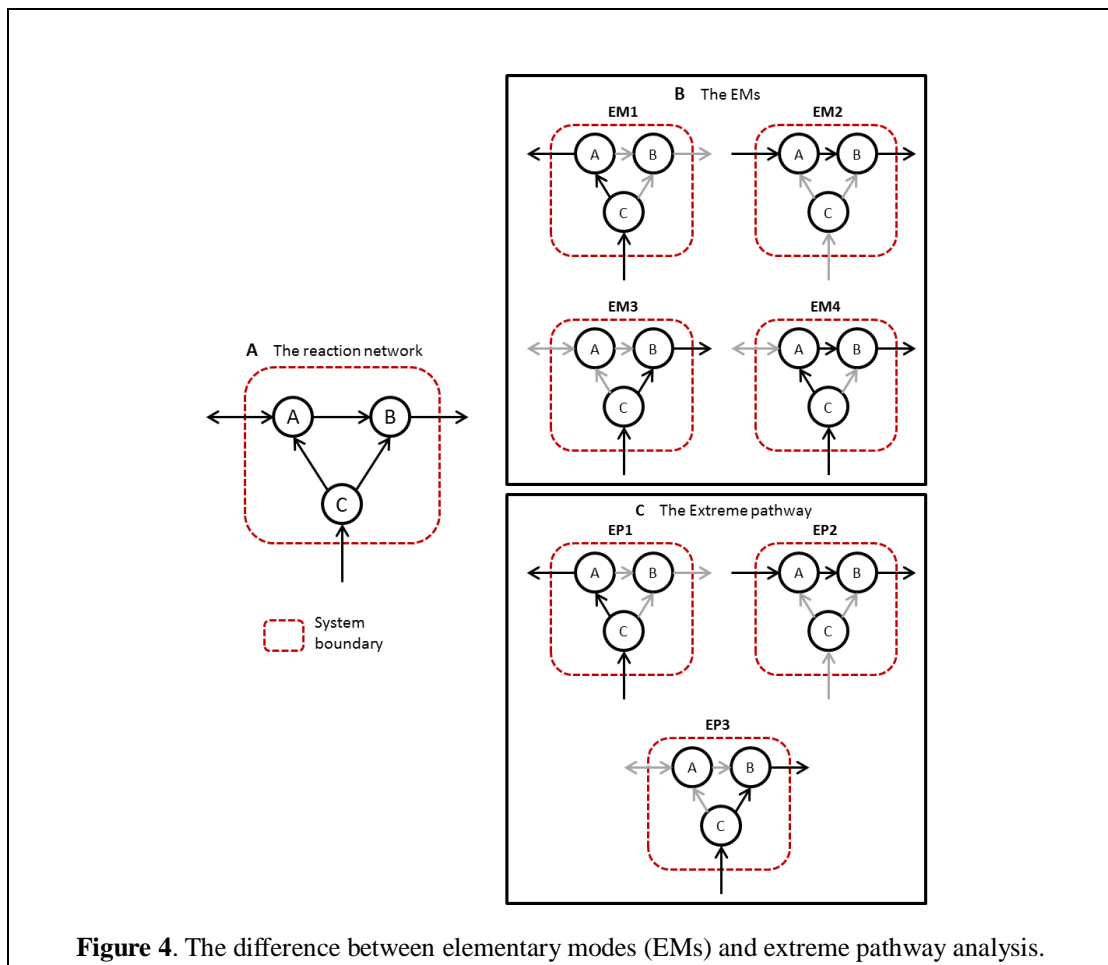 B The EMs
EM1 EM2
A B A B
C C
EM3 EM4
A B A B
C C
A The reaction network
A B
C
System
boundary
C The Extreme pathway
EP1 EP2
A B A B
C C
EP3
A B
C
Figure 4. The difference between elementary modes (EMs) and extreme pathway analysis.